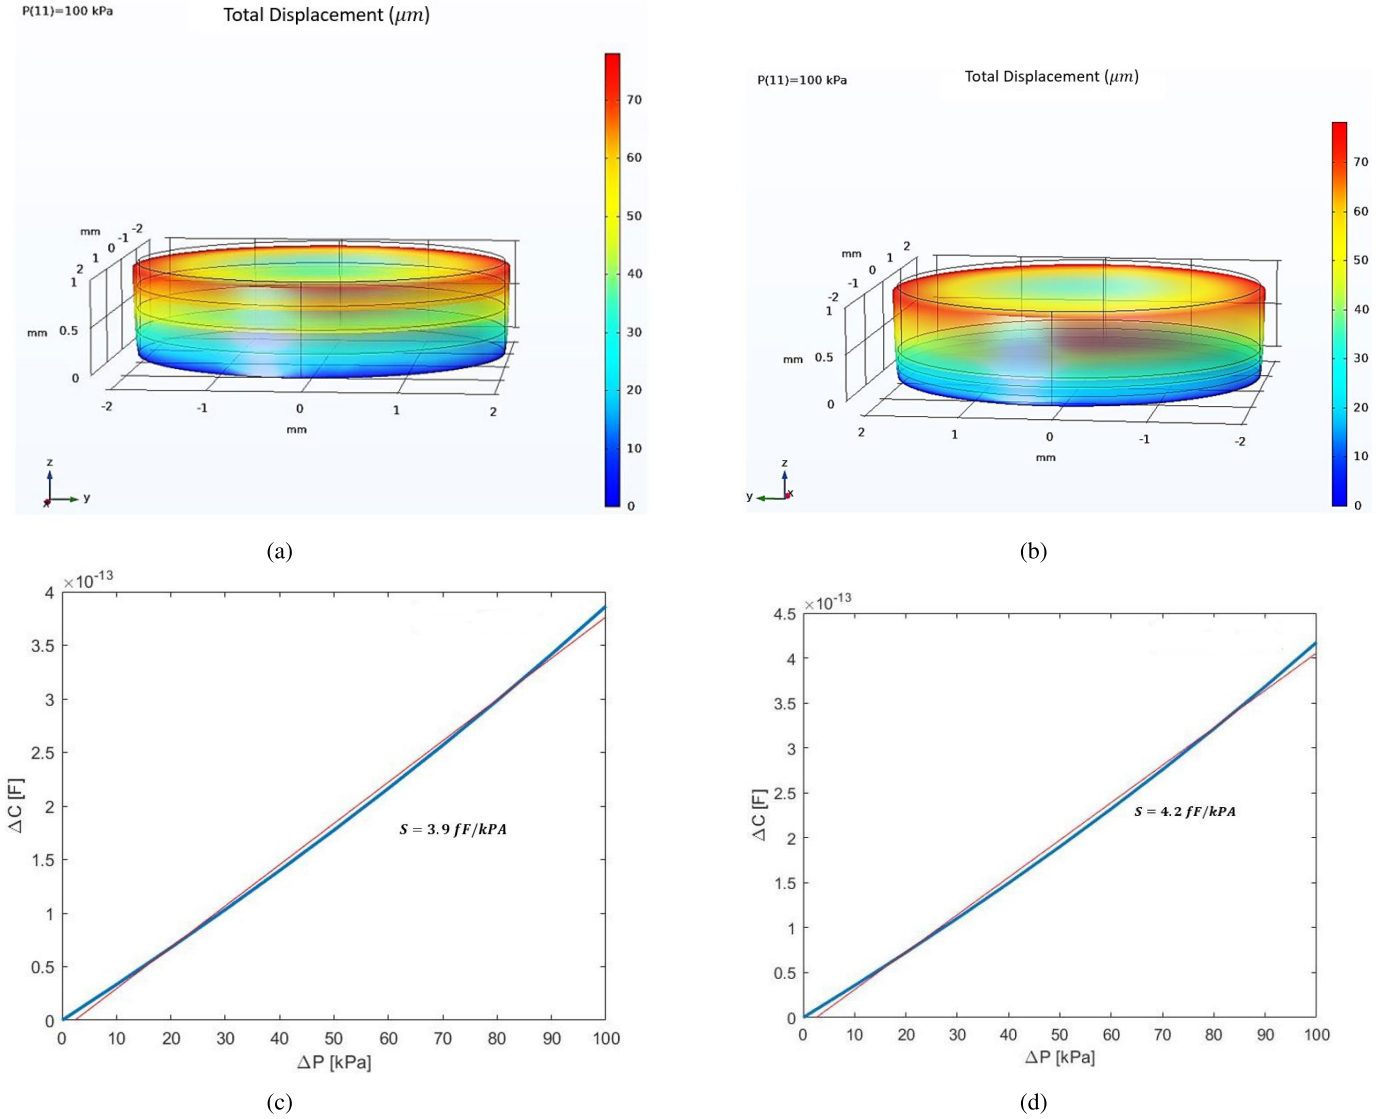 P(11)=100 kPa
Total Displacement (μm)
70
60
50
40
30
20
10
0
mm
-2
-1
0
1
2
1
0.5
0
mm
-2
-1
0
1
2
mm
z
y
x
(a)
P(11)=100 kPa
Total Displacement (μm)
70
60
50
40
30
20
10
0
mm
2
1
0
-1
-2
1
0.5
0
mm
2
1
0
-1
-2
mm
z
y
x
(b)
×10-13
4
3.5
3
2.5
2
1.5
1
0.5
0
ΔC [F]
S = 3.9 fF/kPA
0 10 20 30 40 50 60 70 80 90 100
ΔP [kPa]
(c)
×10-13
4.5
4
3.5
3
2.5
2
1.5
1
0.5
0
ΔC [F]
S = 4.2 fF/kPA
0 10 20 30 40 50 60 70 80 90 100
ΔP [kPa]
(d)